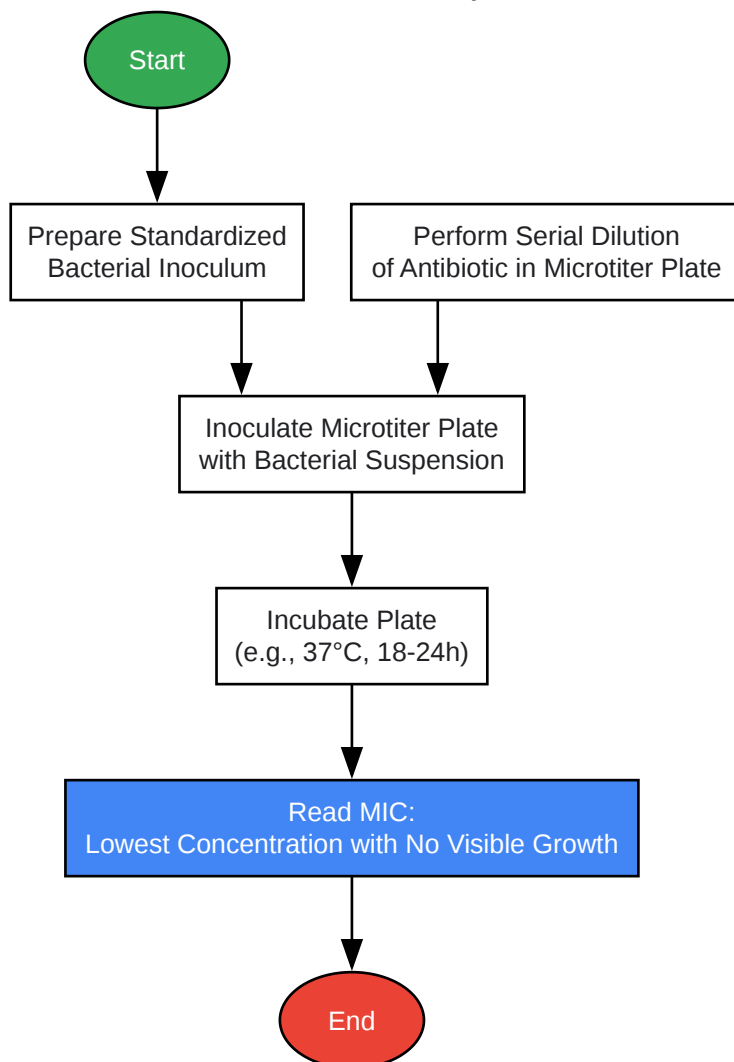 Start
Prepare Standardized
Bacterial Inoculum
Perform Serial Dilution
of Antibiotic in Microtiter Plate
Inoculate Microtiter Plate
with Bacterial Suspension
Incubate Plate
(e.g., 37°C, 18-24h)
Read MIC:
Lowest Concentration with No Visible Growth
End